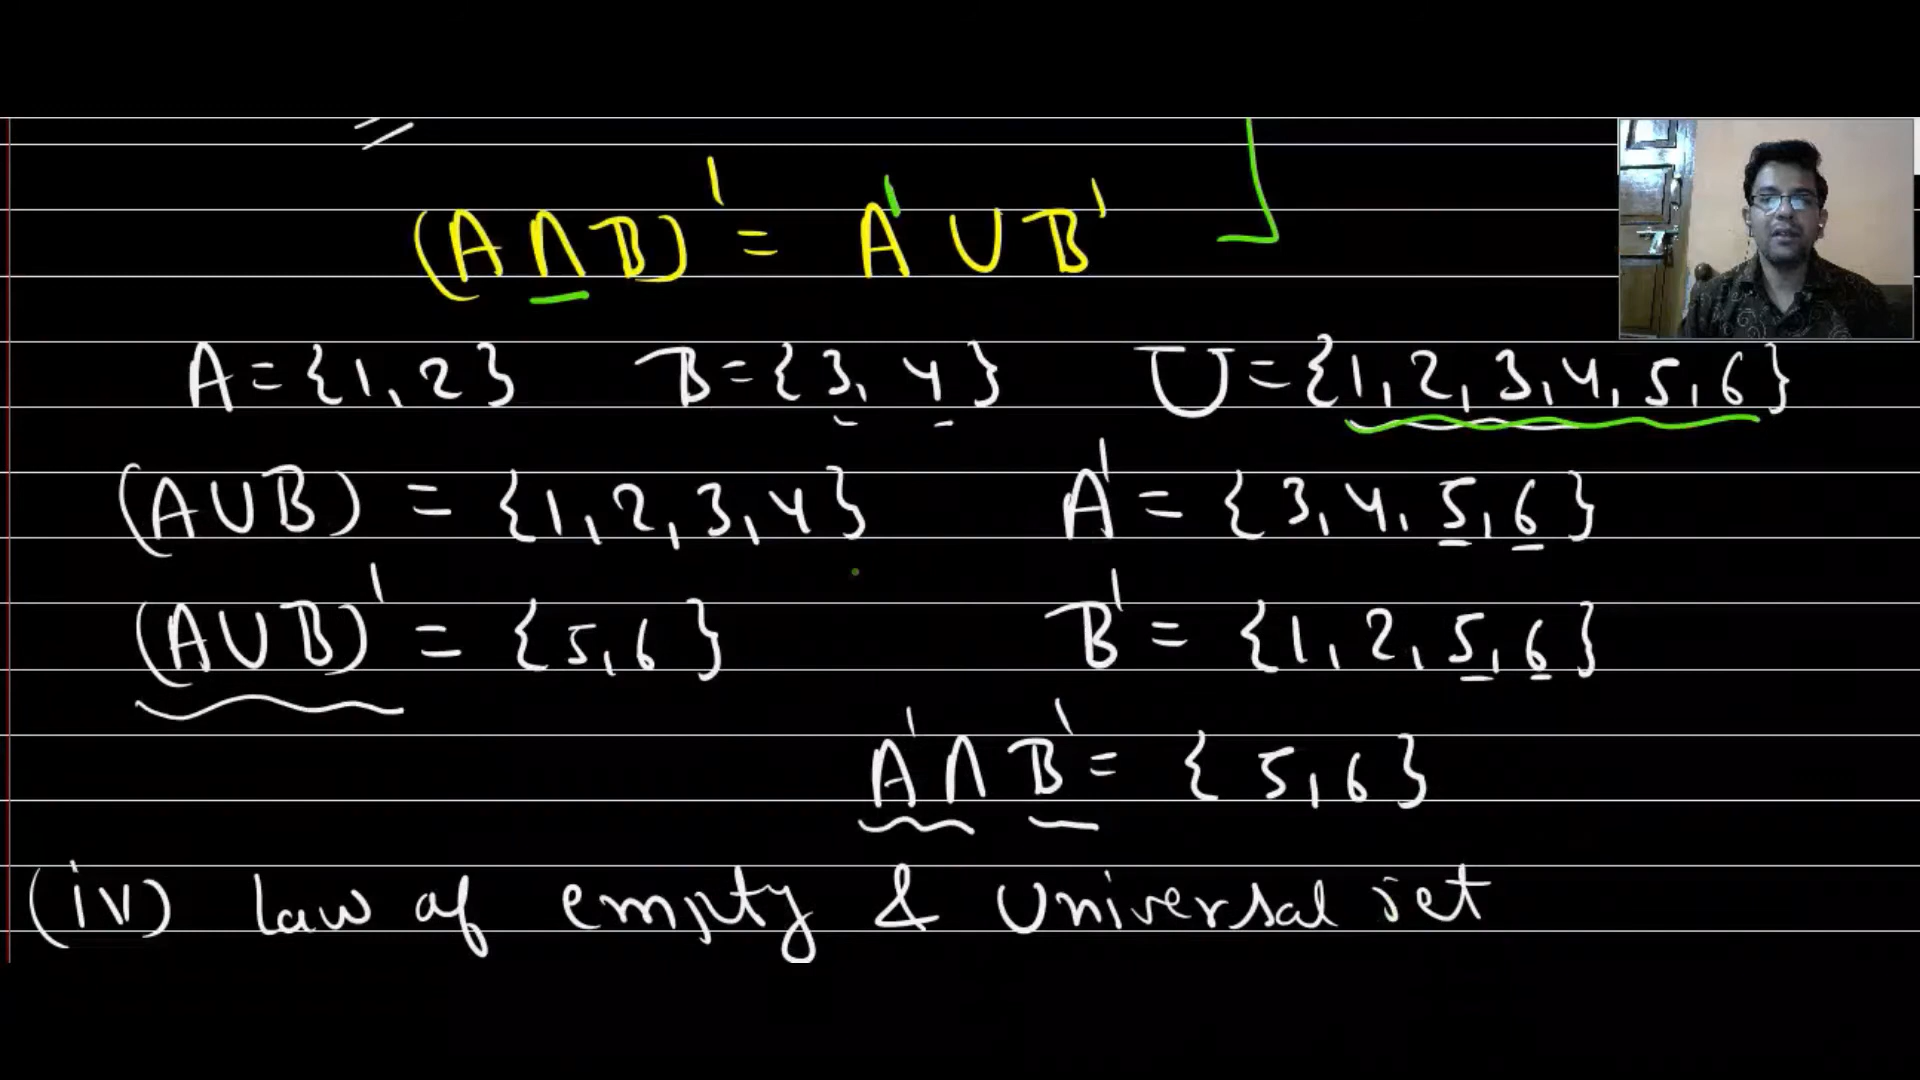 (A ∩ B)' = A' ∪ B'
A = {1, 2} B = {3, 4} U = {1, 2, 3, 4, 5, 6}
(A ∪ B) = {1, 2, 3, 4} A' = {3, 4, 5, 6}
(A ∪ B)' = {5, 6} B' = {1, 2, 5, 6}
A' ∩ B' = {5, 6}
(iv) Law of empty & Universal set